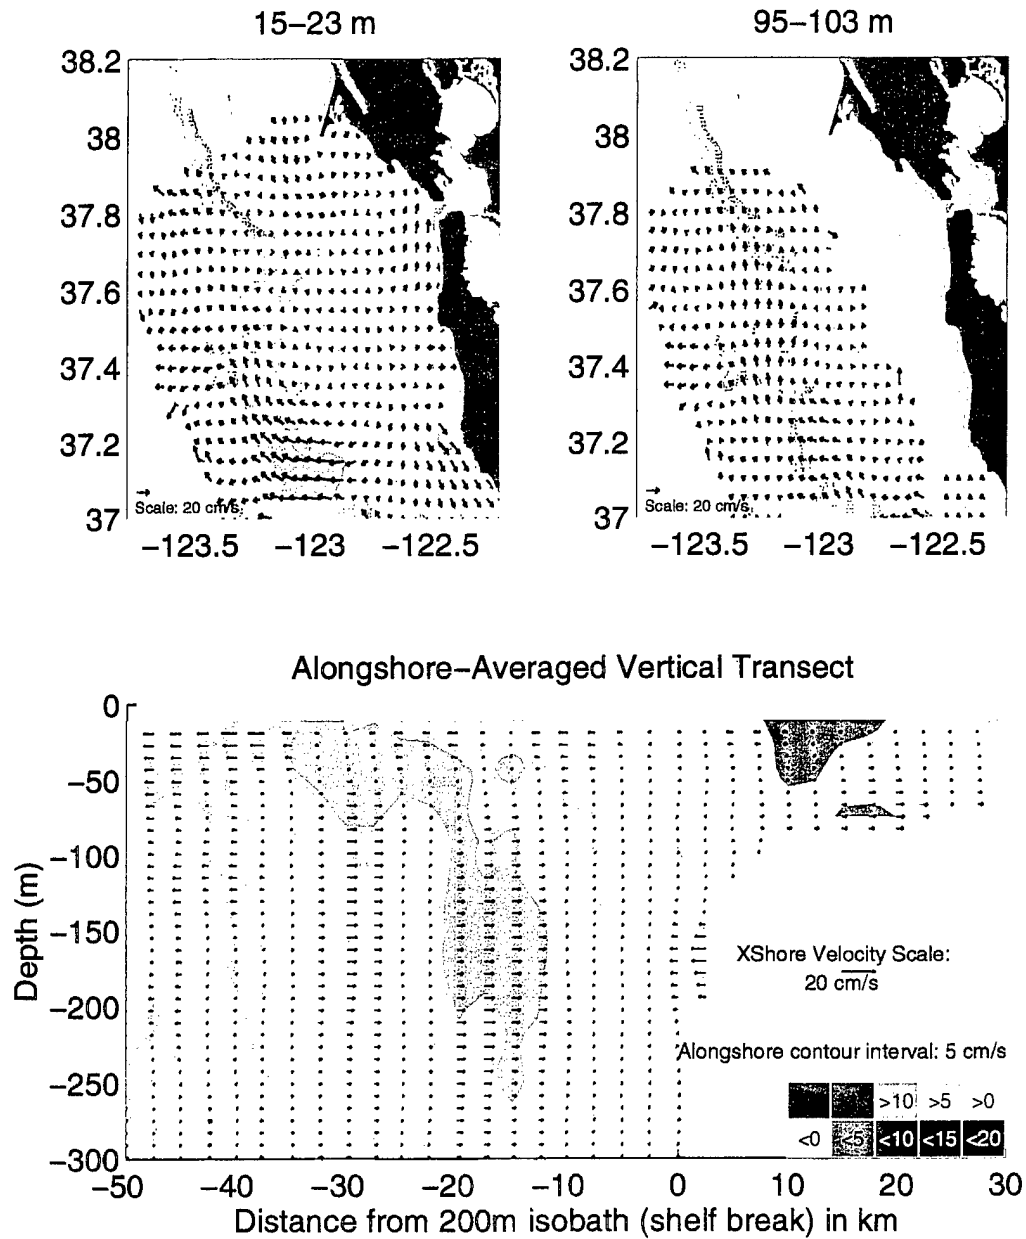 15−23 m
95−103 m
38.2
38
37.8
37.6
37.4
37.2
37
Scale: 20 cm/s
−123.5 −123 −122.5
38.2
38
37.8
37.6
37.4
37.2
37
Scale: 20 cm/s
−123.5 −123 −122.5
Alongshore−Averaged Vertical Transect
Depth (m)
0
−50
−100
−150
−200
−250
−300
XShore Velocity Scale:
20 cm/s
Alongshore contour interval: 5 cm/s
>10 >5 >0
<0 <5 <10 <15 <20
−50 −40 −30 −20 −10 0 10 20 30
Distance from 200m isobath (shelf break) in km